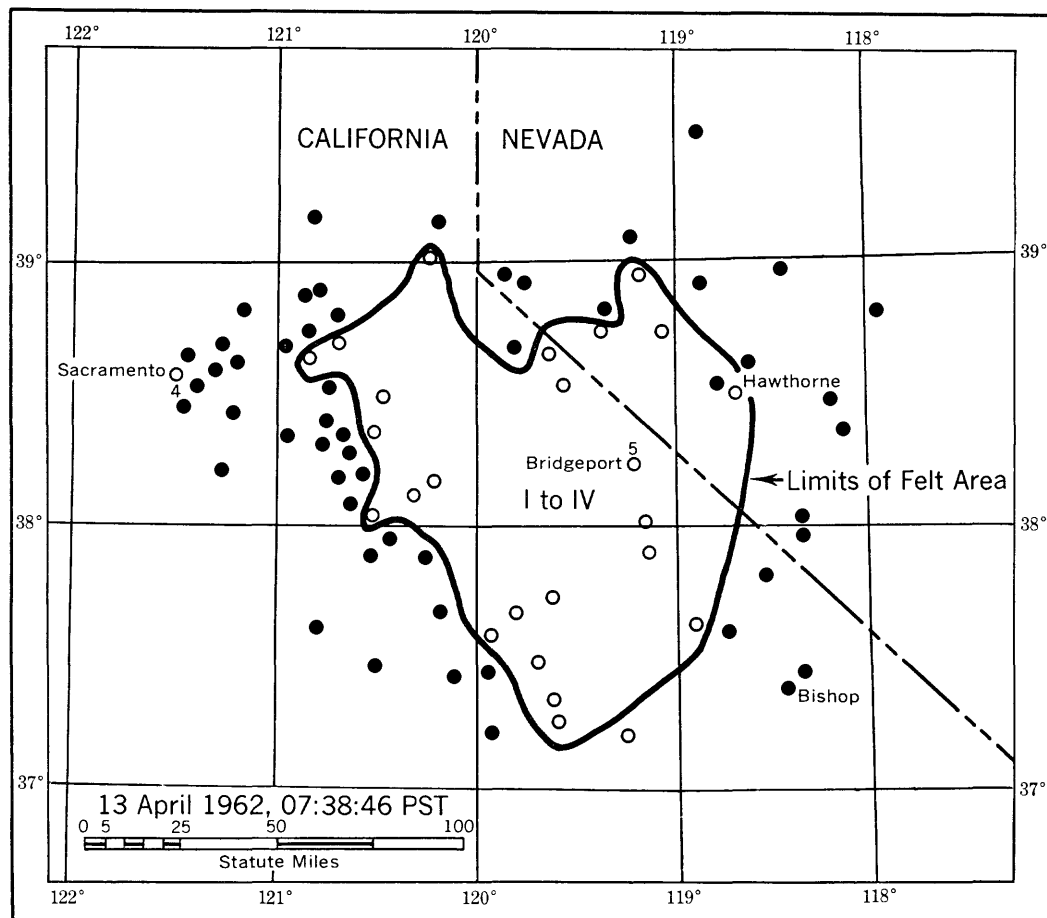 122° 121° 120° 119° 118°
CALIFORNIA NEVADA
39° 39°
Sacramento
4
Hawthorne
5
Bridgeport
I to IV
Limits of Felt Area
38° 38°
Bishop
37° 37°
13 April 1962, 07:38:46 PST
0 5 25 50 100
Statute Miles
122° 121° 120° 119° 118°